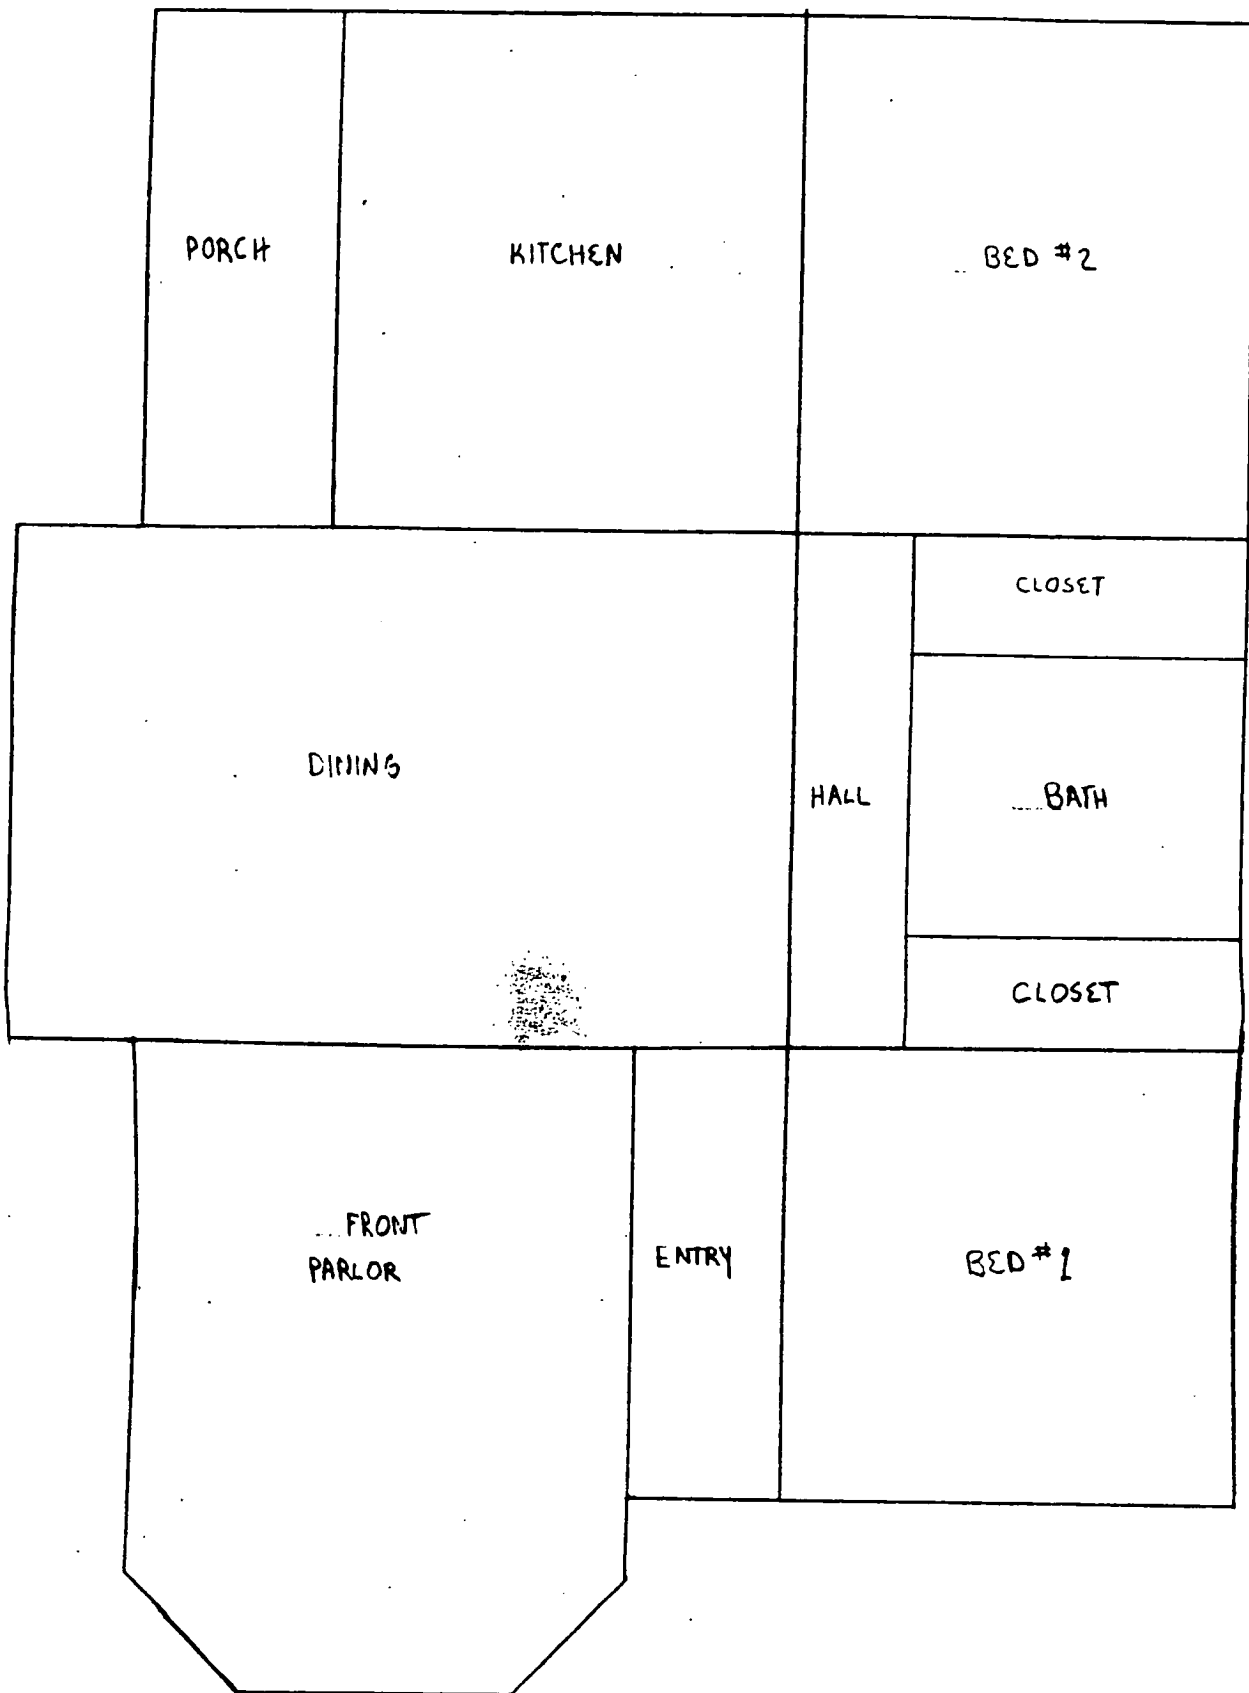 PORCH
KITCHEN
BED #2
CLOSET
DINING
HALL
BATH
CLOSET
FRONT
PARLOR
ENTRY
BED #1